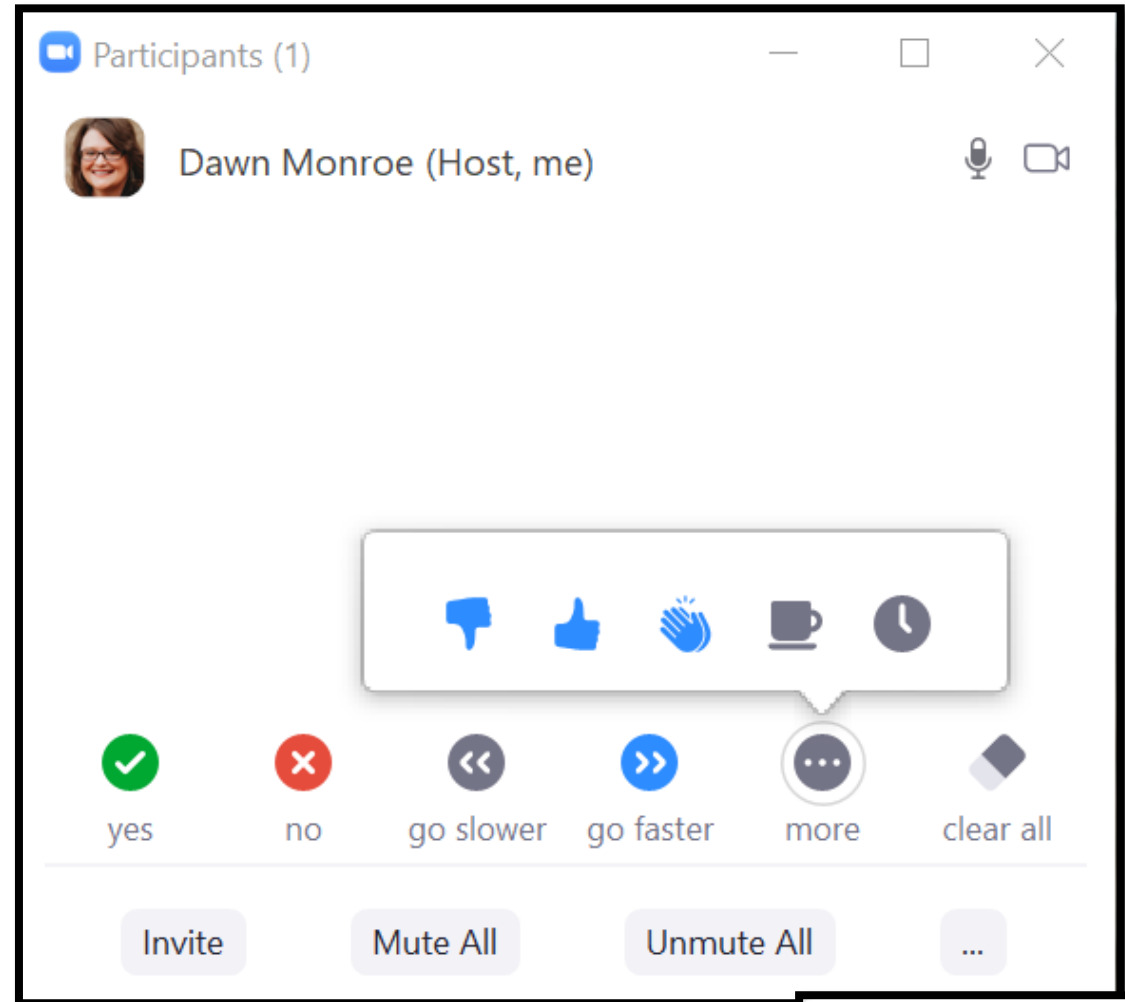 Participants (1)
Dawn Monroe (Host, me)
yes no go slower go faster more clear all
Invite Mute All Unmute All ...